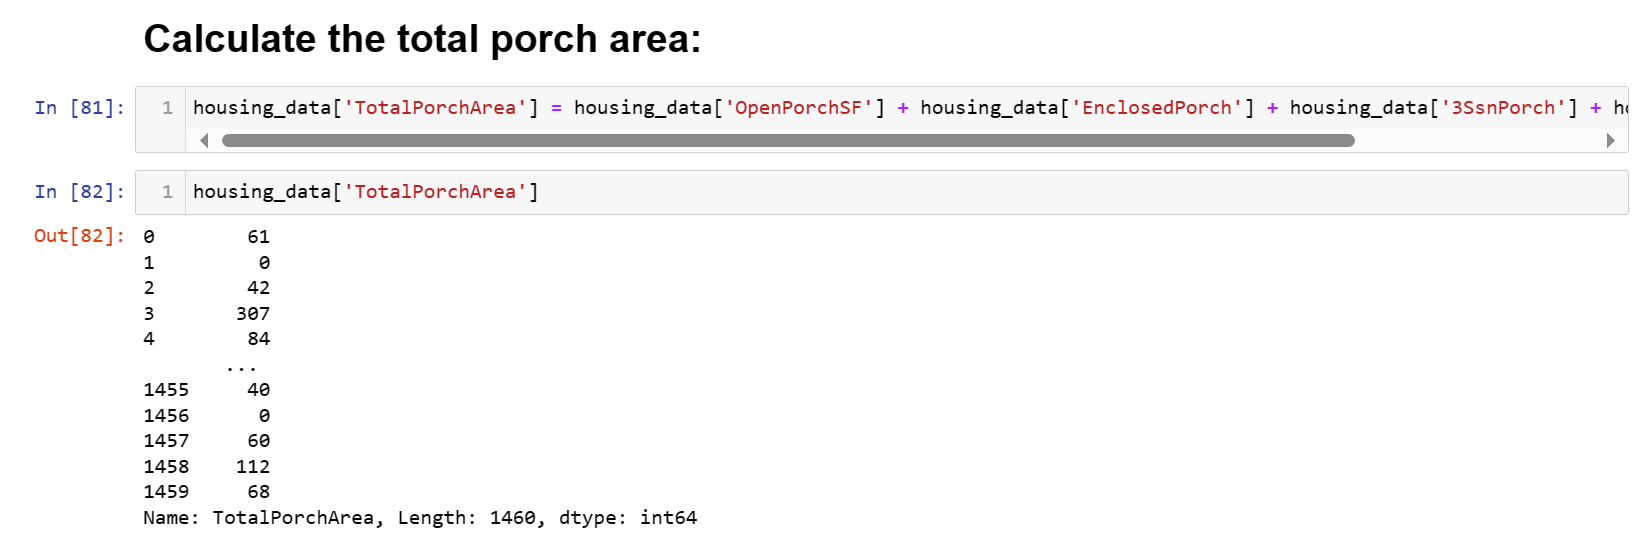 Calculate the total porch area:
In [81]: 1 housing_data['TotalPorchArea'] = housing_data['OpenPorchSF'] + housing_data['EnclosedPorch'] + housing_data['3SsnPorch'] +
In [82]: 1 housing_data['TotalPorchArea']
Out[82]: 0 61
1 0
2 42
3 307
4 84
...
1455 40
1456 0
1457 60
1458 112
1459 68
Name: TotalPorchArea, Length: 1460, dtype: int64